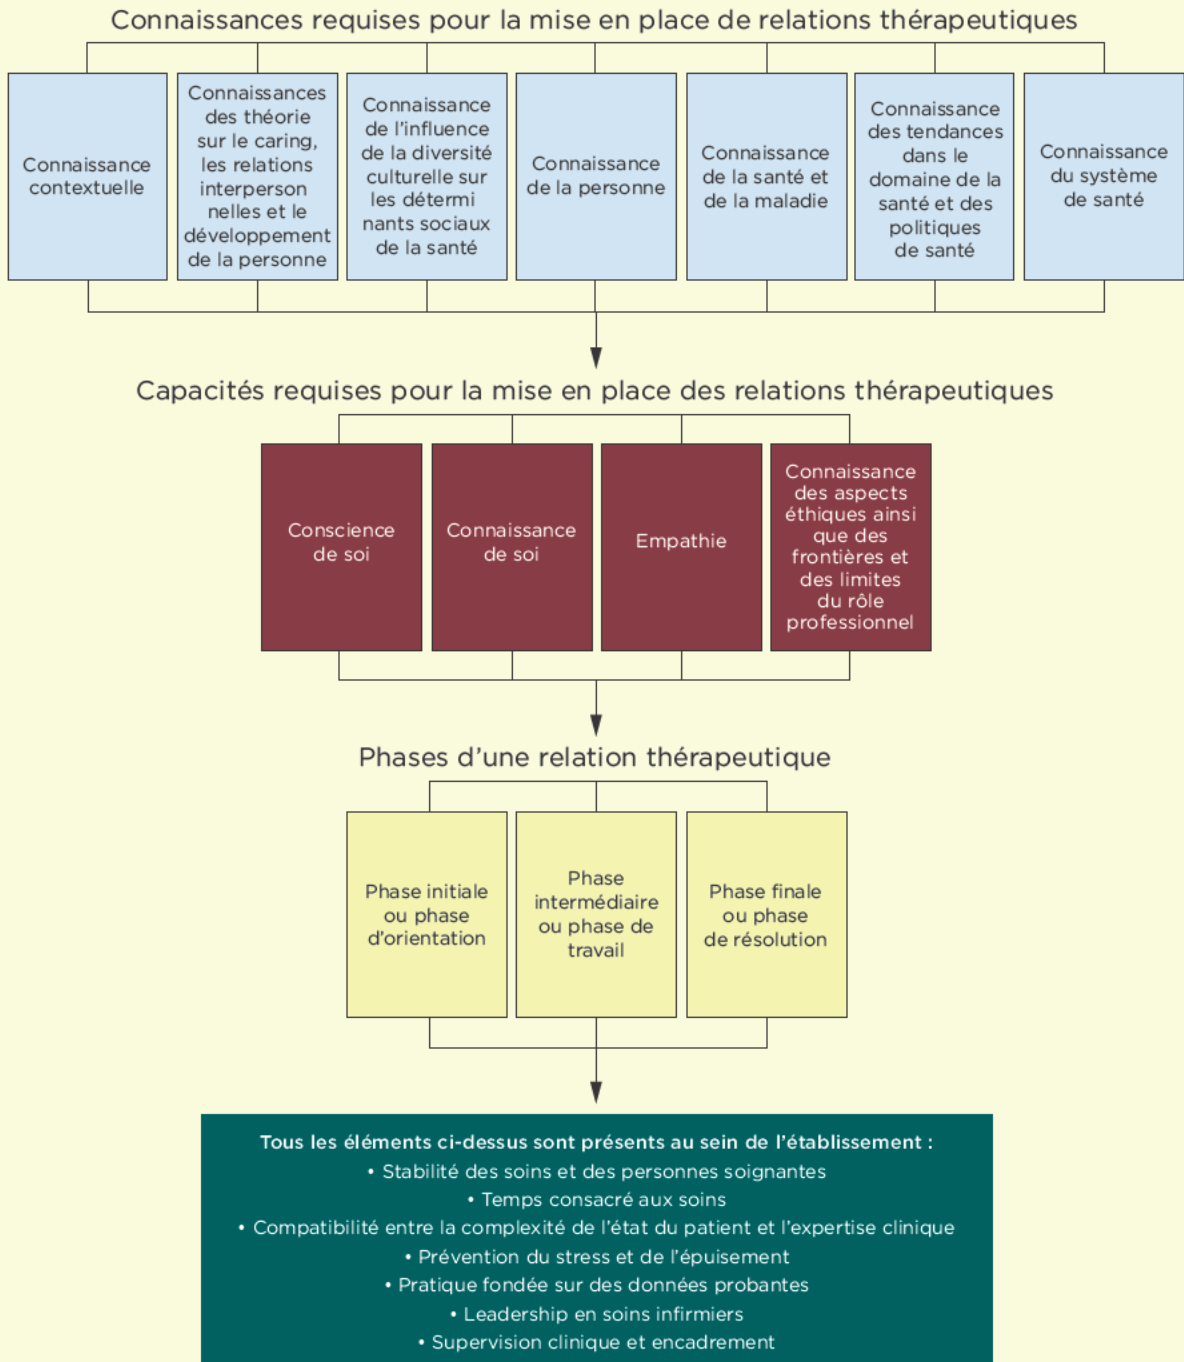 Connaissances requises pour la mise en place de relations thérapeutiques
Connaissance
contextuelle
Connaissances
des théorie
sur le caring,
les relations
interperson
nelles et le
développement
de la personne
Connaissance
de l'influence
de la diversité
culturelle sur
les détermi
nants sociaux
de la santé
Connaissance
de la personne
Connaissance
de la santé et
de la maladie
Connaissance
des tendances
dans le
domaine de la
santé et des
politiques
de santé
Connaissance
du système
de santé
Capacités requises pour la mise en place des relations thérapeutiques
Conscience
de soi
Connaissance
de soi
Empathie
Connaissance
des aspects
éthiques ainsi
que des
frontières et
des limites
du rôle
professionnel
Phases d'une relation thérapeutique
Phase initiale
ou phase
d'orientation
Phase
intermédiaire
ou phase de
travail
Phase finale
ou phase
de résolution
Tous les éléments ci-dessus sont présents au sein de l'établissement :
• Stabilité des soins et des personnes soignantes
• Temps consacré aux soins
• Compatibilité entre la complexité de l'état du patient et l'expertise clinique
• Prévention du stress et de l'épuisement
• Pratique fondée sur des données probantes
• Leadership en soins infirmiers
• Supervision clinique et encadrement